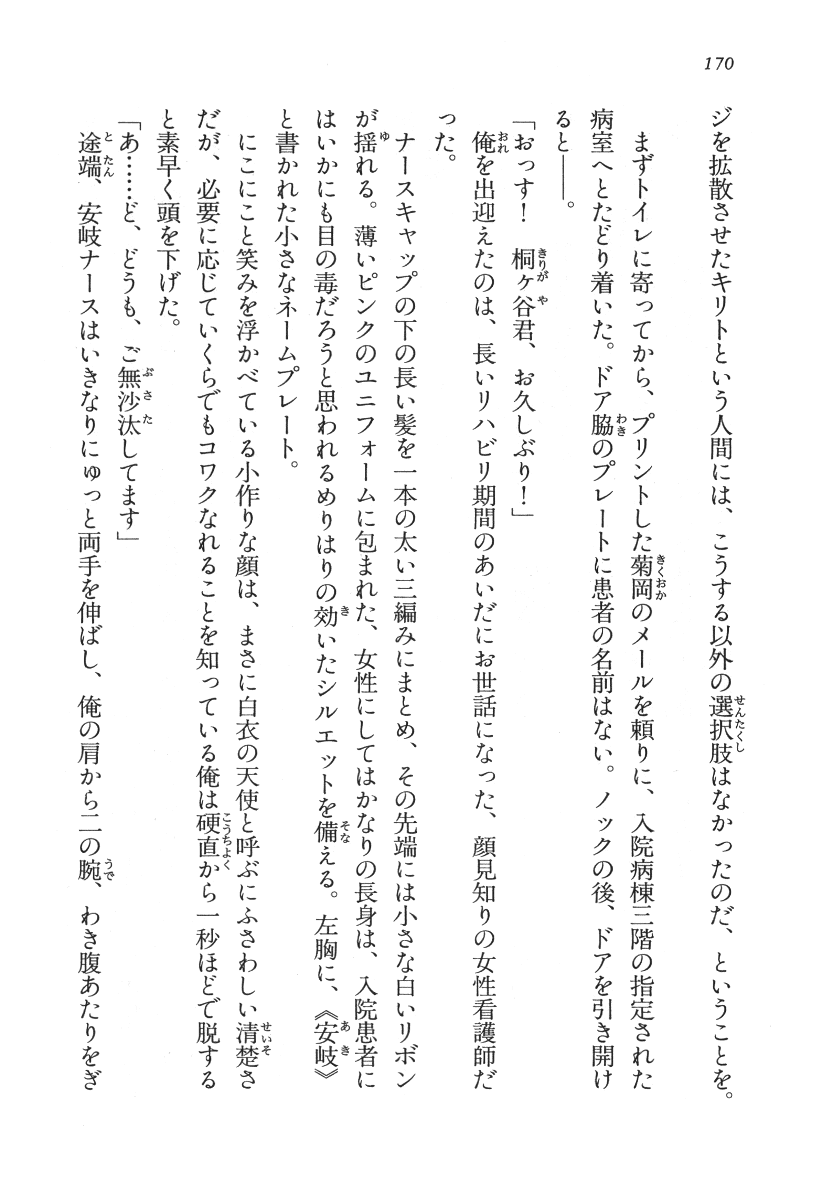 170
ジを拡散させたキリトという人間には、こうする以外の選択肢はなかったのだ、ということを。
まずトイレに寄ってから、プリントした菊岡のメールを頼りに、入院病棟三階の指定された
病室へとたどり着いた。ドア脇のプレートに患者の名前はない。ノックの後、ドアを引き開け
ると――。
「おっす！　桐ヶ谷君、お久しぶり！」
俺を出迎えたのは、長いリハビリ期間のあいだにお世話になった、顔見知りの女性看護師だ
った。
ナースキャップの下の長い髪を一本の太い三編みにまとめ、その先端には小さな白いリボン
が揺れる。薄いピンクのユニフォームに包まれた、女性にしてはかなりの長身は、入院患者に
はいかにも目の毒だろうと思われるめりはりの効いたシルエットを備える。左胸に、《安岐》
と書かれた小さなネームプレート。
にこにこと笑みを浮かべている小作りな顔は、まさに白衣の天使と呼ぶにふさわしい清楚さ
だが、必要に応じていくらでもコワクなれることを知っている俺は硬直から一秒ほどで脱する
と素早く頭を下げた。
「あ……ど、どうも、ご無沙汰してます」
途端、安岐ナースはいきなりにゅっと両手を伸ばし、俺の肩から二の腕、わき腹あたりをぎ